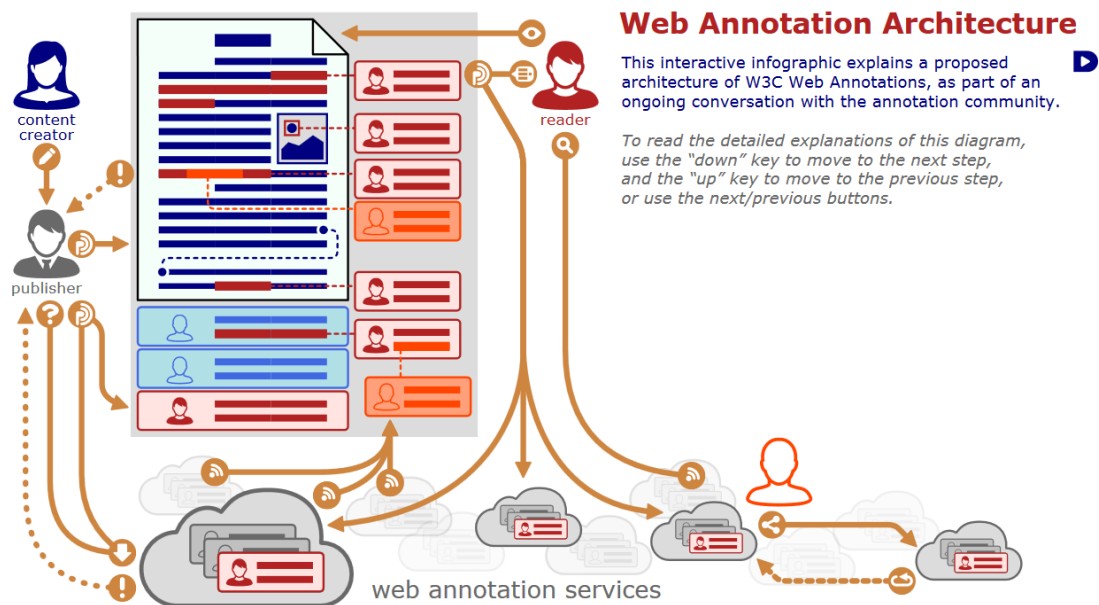 Web Annotation Architecture
This interactive infographic explains a proposed
architecture of W3C Web Annotations, as part of an
ongoing conversation with the annotation community.
To read the detailed explanations of this diagram,
use the “down” key to move to the next step,
and the “up” key to move to the previous step,
or use the next/previous buttons.
content
creator
reader
publisher
web annotation services